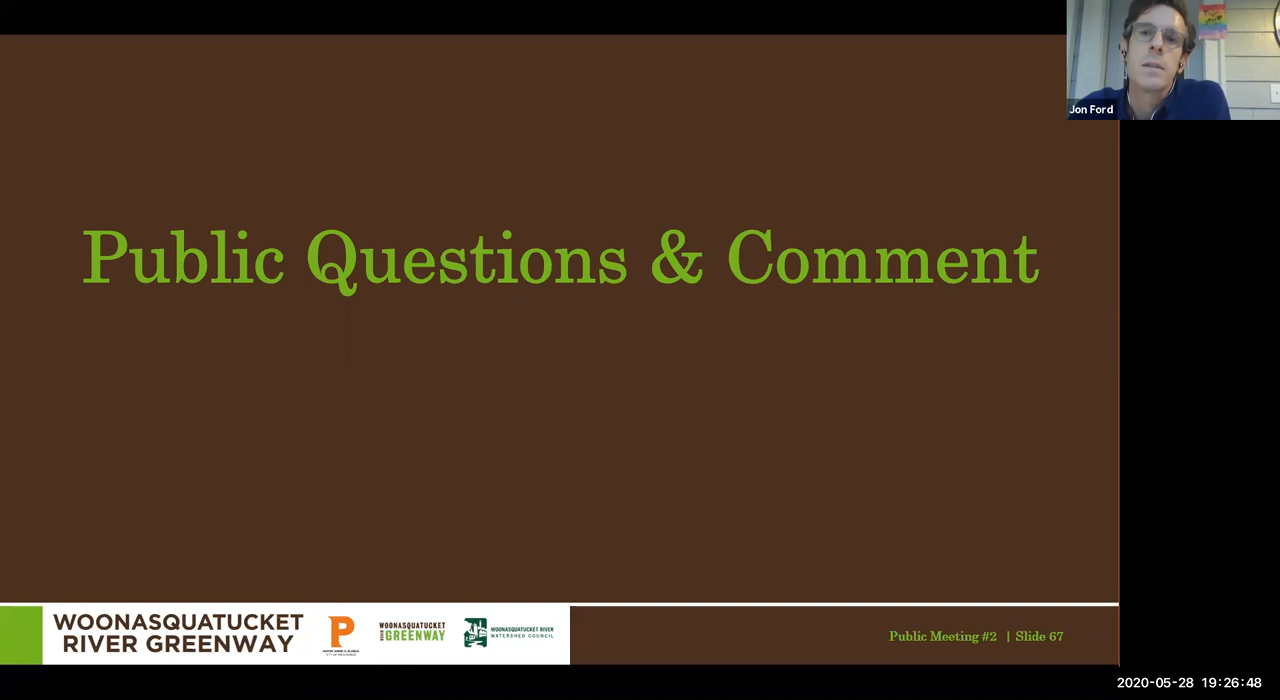 Jon Ford
Public Questions & Comment
WOONASQUATUCKET
RIVER GREENWAY
P
WOONASQUATUCKET
RIVER GREENWAY
WOONASQUATUCKET RIVER
WATERSHED COUNCIL
Public Meeting #2 | Slide 67
2020-05-28 19:26:48